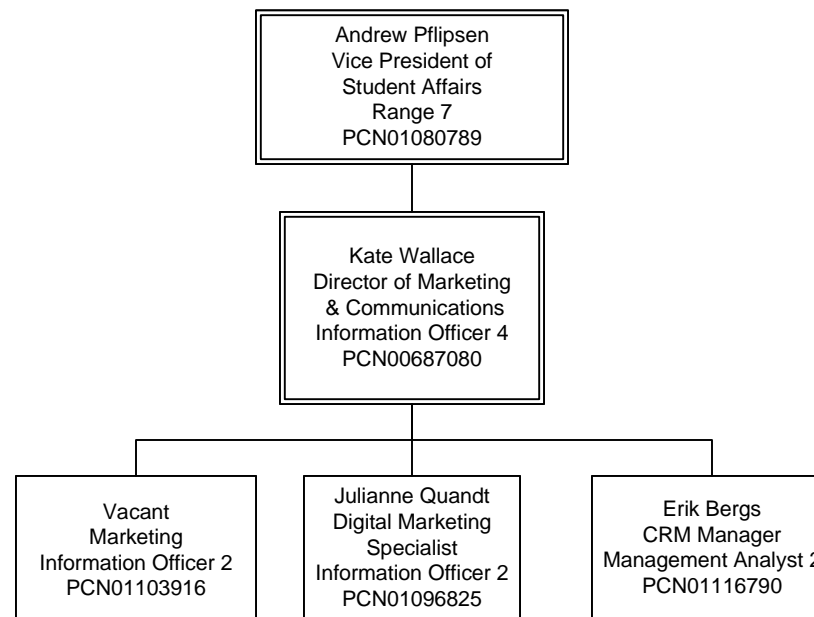 Andrew Pflipsen
Vice President of
Student Affairs
Range 7
PCN01080789
Kate Wallace
Director of Marketing
& Communications
Information Officer 4
PCN00687080
Vacant
Marketing
Information Officer 2
PCN01103916
Julianne Quandt
Digital Marketing
Specialist
Information Officer 2
PCN01096825
Erik Bergs
CRM Manager
Management Analyst 2
PCN01116790